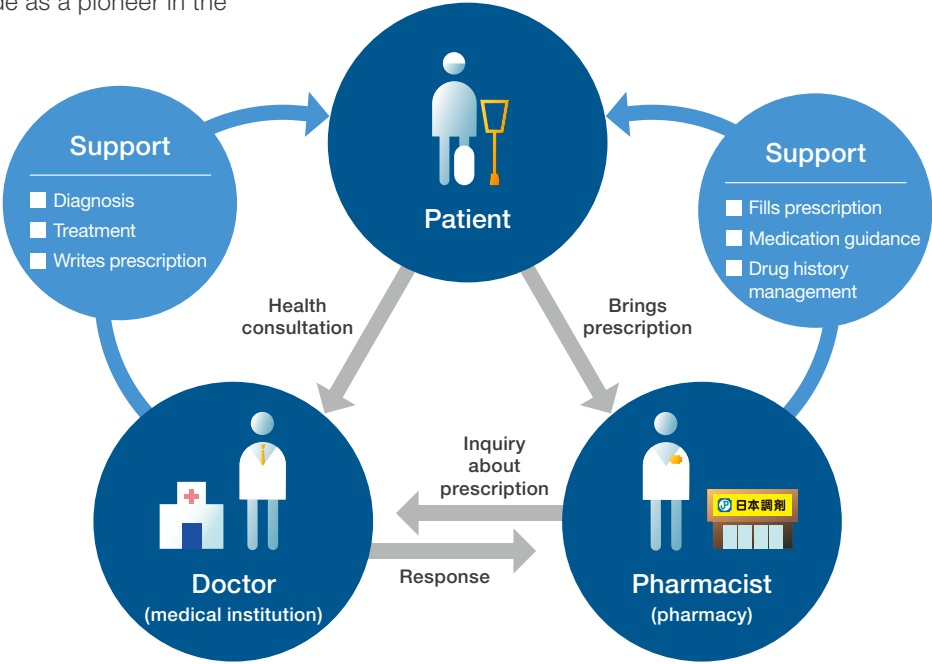 de as a pioneer in the
Support
Diagnosis
Treatment
Writes prescription
Patient
Support
Fills prescription
Medication guidance
Drug history
management
Health
consultation
Brings
prescription
Inquiry
about
prescription
Response
Doctor
(medical institution)
日本調剤
Pharmacist
(pharmacy)